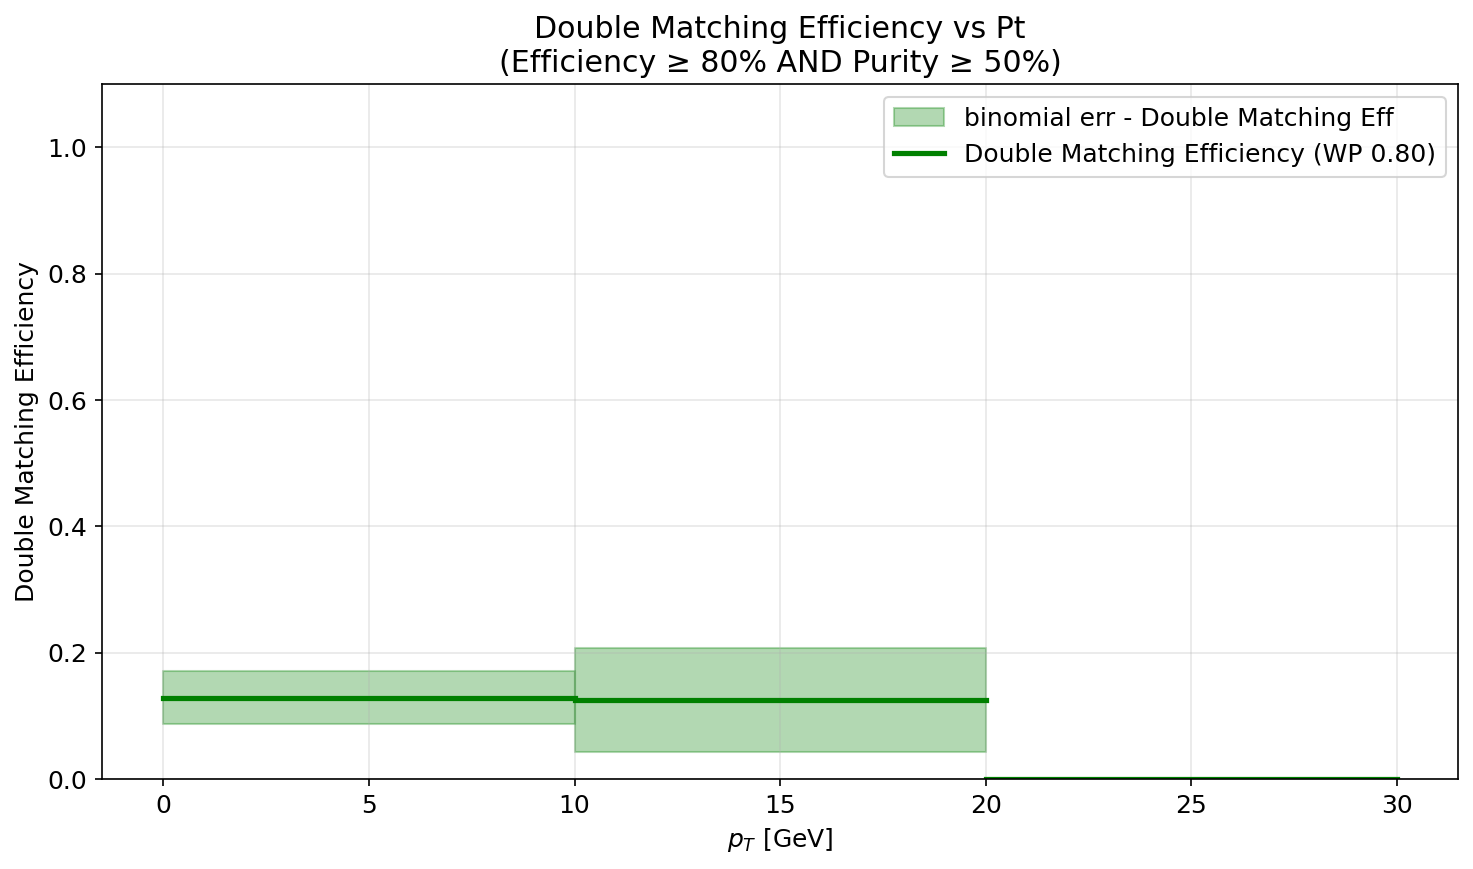 Double Matching Efficiency vs Pt
(Efficiency ≥ 80% AND Purity ≥ 50%)
binomial err - Double Matching Eff
Double Matching Efficiency (WP 0.80)
Double Matching Efficiency
1.0
0.8
0.6
0.4
0.2
0.0
0 5 10 15 20 25 30
p_T [GeV]